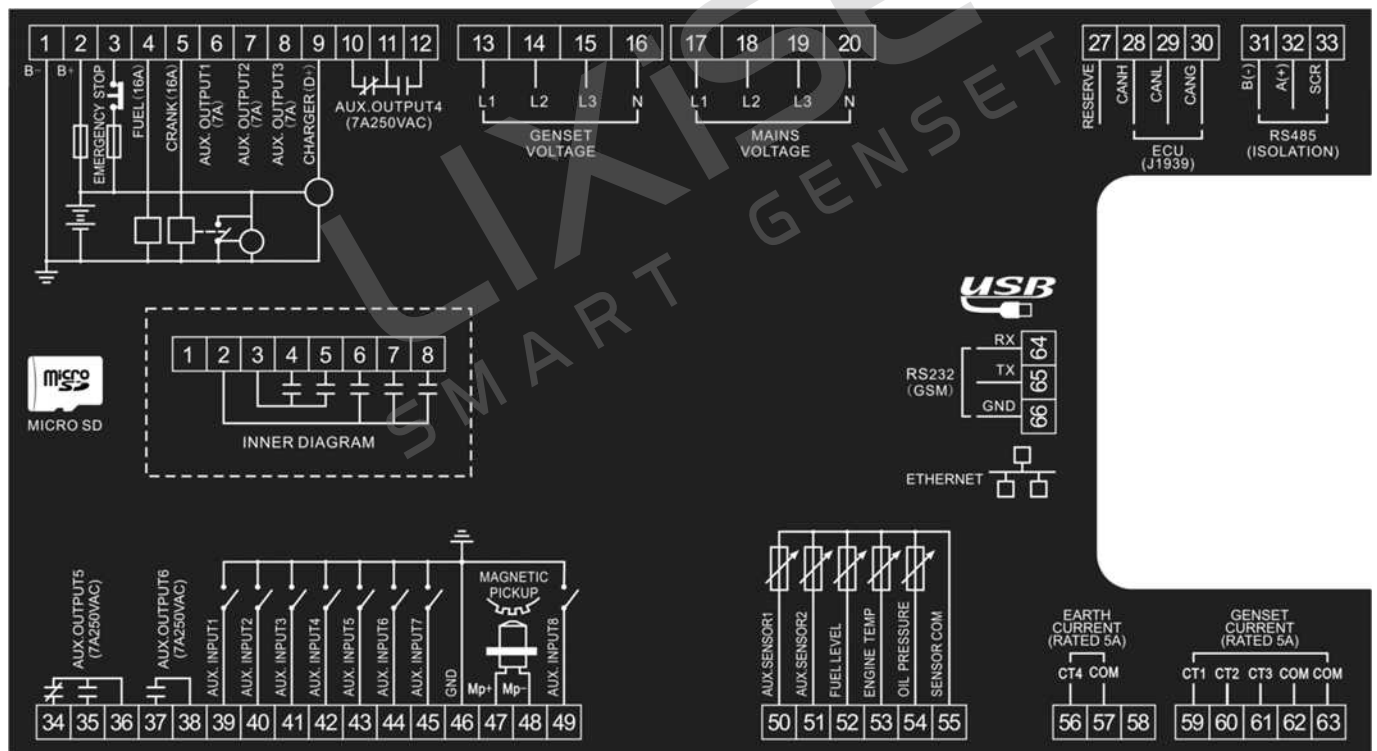 1 2 3 4 5 6 7 8 9 10 11 12
13 14 15 16
17 18 19 20
27 28 29 30
31 32 33
B-
B+
EMERGENCY STOP
FUEL (16A)
CRANK (16A)
AUX. OUTPUT1
(7A)
AUX. OUTPUT2
(7A)
AUX. OUTPUT3
(7A)
CHARGER (D+)
AUX.OUTPUT4
(7A250VAC)
L1 L2 L3 N
GENSET
VOLTAGE
L1 L2 L3 N
MAINS
VOLTAGE
RESERVE
CANH
CANL
CANG
ECU
(J1939)
B(-)
A(+)
SCR
RS485
(ISOLATION)
LIXISE
SMART GENSET
USB
Micro
SD
MICRO SD
1 2 3 4 5 6 7 8
INNER DIAGRAM
RS232
(GSM)
RX 64
TX 65
GND 66
ETHERNET
AUX.OUTPUT5
(7A250VAC)
AUX.OUTPUT6
(7A250VAC)
AUX. INPUT1
AUX. INPUT2
AUX. INPUT3
AUX. INPUT4
AUX. INPUT5
AUX. INPUT6
AUX. INPUT7
GND
MAGNETIC
PICKUP
Mp+ Mp-
AUX. INPUT8
34 35 36 37 38 39 40 41 42 43 44 45 46 47 48 49
AUX.SENSOR1
AUX.SENSOR2
FUEL LEVEL
ENGINE TEMP
OIL PRESSURE
SENSOR COM
50 51 52 53 54 55
EARTH
CURRENT
(RATED 5A)
CT4 COM
56 57 58
GENSET
CURRENT
(RATED 5A)
CT1 CT2 CT3 COM COM
59 60 61 62 63